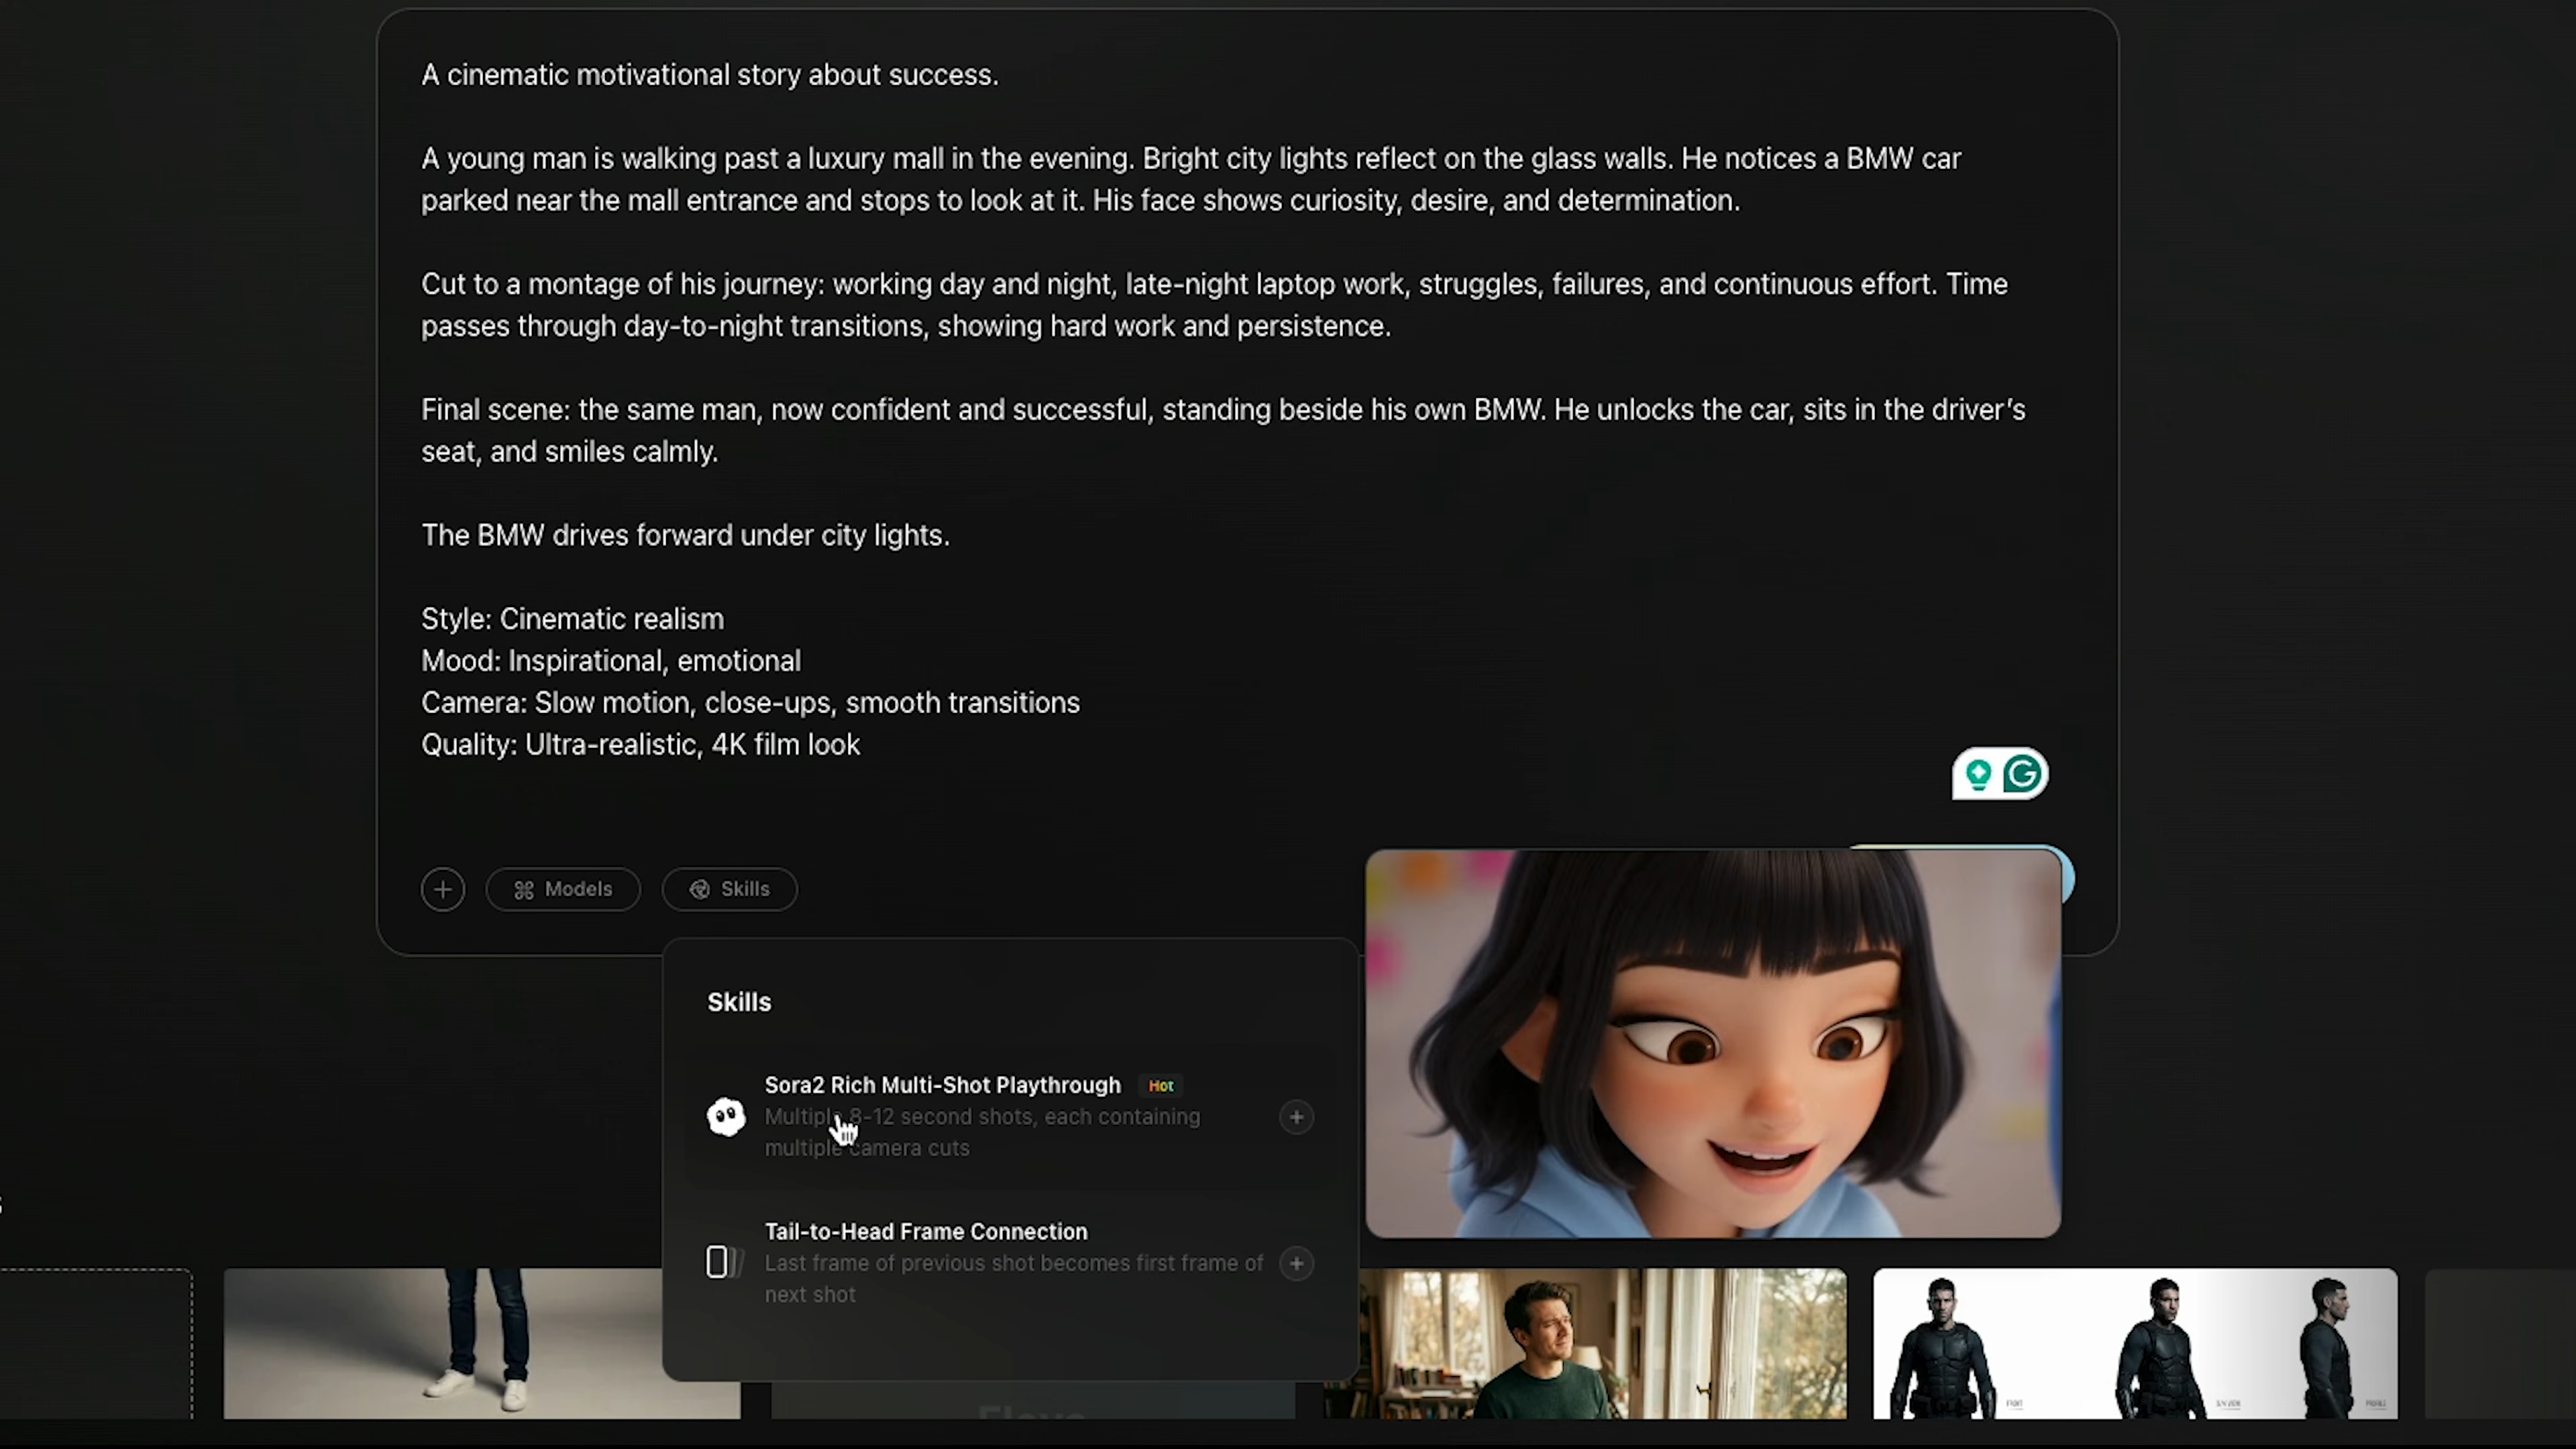 A cinematic motivational story about success.
A young man is walking past a luxury mall in the evening. Bright city lights reflect on the glass walls. He notices a BMW car
parked near the mall entrance and stops to look at it. His face shows curiosity, desire, and determination.
Cut to a montage of his journey: working day and night, late-night laptop work, struggles, failures, and continuous effort. Time
passes through day-to-night transitions, showing hard work and persistence.
Final scene: the same man, now confident and successful, standing beside his own BMW. He unlocks the car, sits in the driver’s
seat, and smiles calmly.
The BMW drives forward under city lights.
Style: Cinematic realism
Mood: Inspirational, emotional
Camera: Slow motion, close-ups, smooth transitions
Quality: Ultra-realistic, 4K film look
Models
Skills
Skills
Sora2 Rich Multi-Shot Playthrough Hot
Multiple 8-12 second shots, each containing
multiple camera cuts
Tail-to-Head Frame Connection
Last frame of previous shot becomes first frame of
next shot